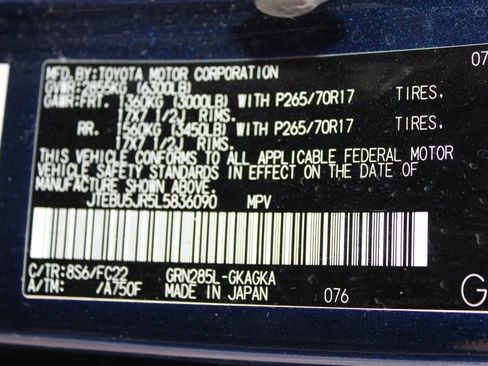 07
MFD.BY:TOYOTA MOTOR CORPORATION
GVWR:2855KG (6300LB)
GAWR:FRT. 1360KG (3000LB) WITH P265/70R17 TIRES,
17X7 1/2J RIMS.
RR. 1560KG (3450LB) WITH P265/70R17 TIRES,
17X7 1/2J RIMS.
THIS VEHICLE CONFORMS TO ALL APPLICABLE FEDERAL MOTOR
VEHICLE SAFETY STANDARDS IN EFFECT ON THE DATE OF
MANUFACTURE SHOWN ABOVE.
JTEBU5JR5L5836090 MPV
C/TR:8S6/FC22 GRN285L-GKAGKA
A/TM: /A750F MADE IN JAPAN 076
G